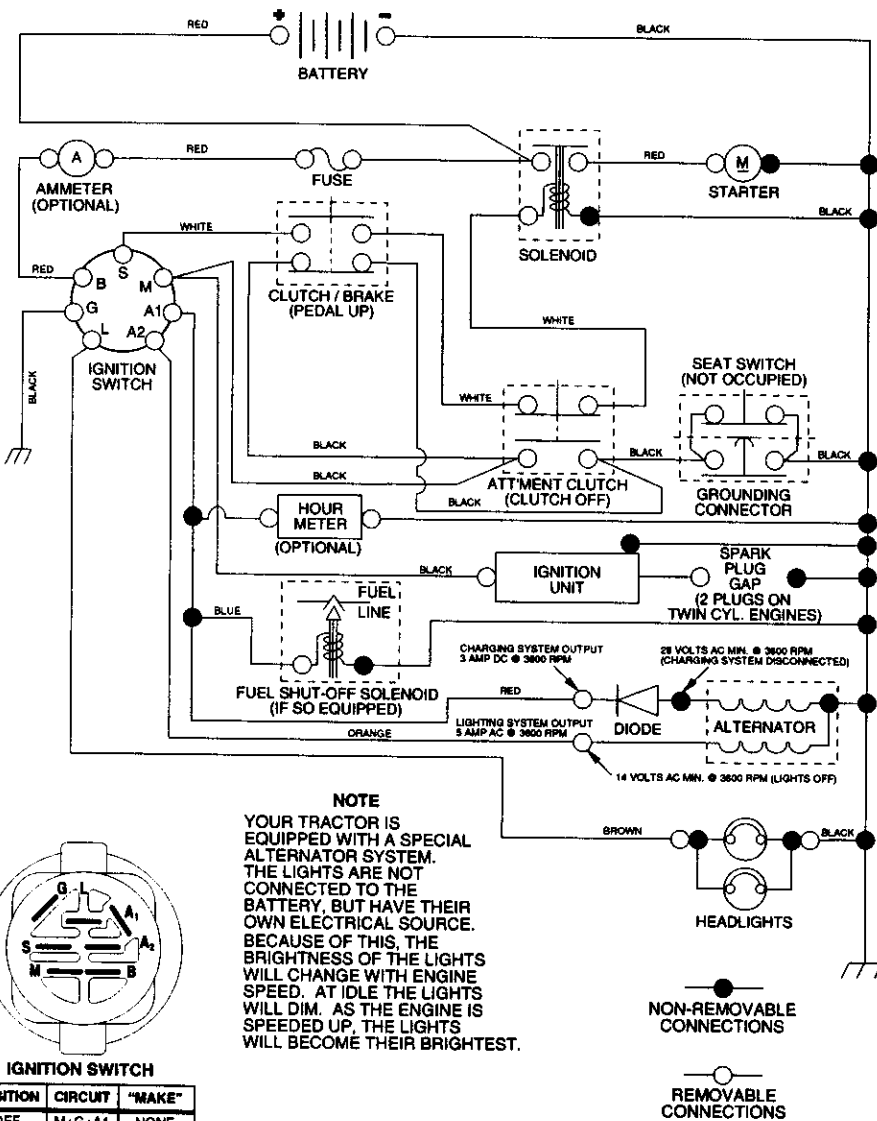 RED
BLACK
+
-
BATTERY
A
RED
AMMETER
(OPTIONAL)
FUSE
RED
M
STARTER
BLACK
SOLENOID
WHITE
CLUTCH / BRAKE
(PEDAL UP)
RED
S
B
M
G
A1
L
A2
IGNITION
SWITCH
BLACK
WHITE
WHITE
SEAT SWITCH
(NOT OCCUPIED)
BLACK
BLACK
BLACK
BLACK
BLACK
ATT'MENT CLUTCH
(CLUTCH OFF)
GROUNDING
CONNECTOR
HOUR
METER
(OPTIONAL)
BLACK
IGNITION
UNIT
SPARK
PLUG
GAP
(2 PLUGS ON
TWIN CYL. ENGINES)
BLUE
FUEL
LINE
FUEL SHUT-OFF SOLENOID
(IF SO EQUIPPED)
CHARGING SYSTEM OUTPUT
3 AMP DC @ 3600 RPM
28 VOLTS AC MIN. @ 3600 RPM
(CHARGING SYSTEM DISCONNECTED)
RED
DIODE
ALTERNATOR
LIGHTING SYSTEM OUTPUT
5 AMP AC @ 3600 RPM
ORANGE
14 VOLTS AC MIN. @ 3600 RPM (LIGHTS OFF)
BROWN
BLACK
HEADLIGHTS
NOTE
YOUR TRACTOR IS
EQUIPPED WITH A SPECIAL
ALTERNATOR SYSTEM.
THE LIGHTS ARE NOT
CONNECTED TO THE
BATTERY, BUT HAVE THEIR
OWN ELECTRICAL SOURCE.
BECAUSE OF THIS, THE
BRIGHTNESS OF THE LIGHTS
WILL CHANGE WITH ENGINE
SPEED. AT IDLE THE LIGHTS
WILL DIM. AS THE ENGINE IS
SPEEDED UP, THE LIGHTS
WILL BECOME THEIR BRIGHTEST.
G
L
A1
A2
S
M
B
IGNITION SWITCH
SITION CIRCUIT "MAKE"
NON-REMOVABLE
CONNECTIONS
REMOVABLE
CONNECTIONS